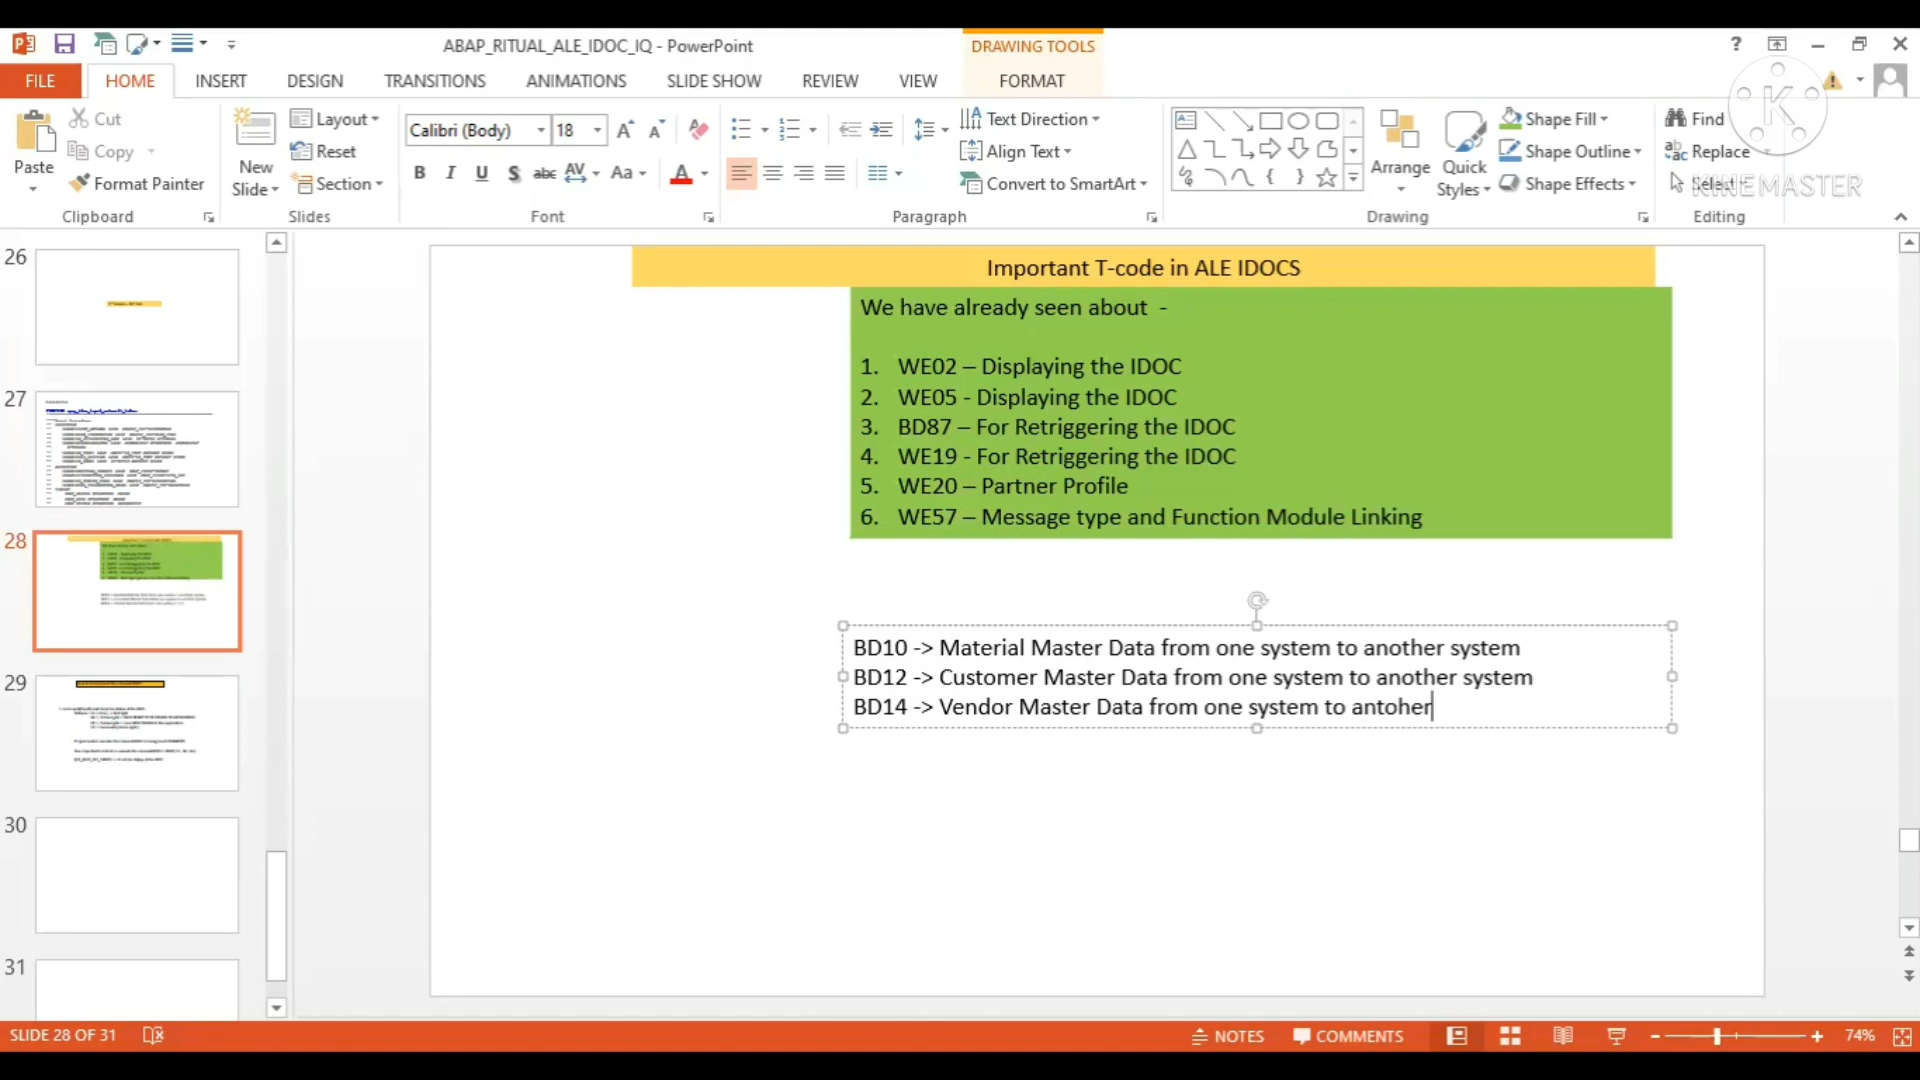 ABAP_RITUAL_ALE_IDOC_IQ - PowerPoint
DRAWING TOOLS
FILE
HOME
INSERT
DESIGN
TRANSITIONS
ANIMATIONS
SLIDE SHOW
REVIEW
VIEW
FORMAT
Paste
Cut
Copy
Format Painter
Clipboard
New
Slide
Layout
Reset
Section
Slides
Calibri (Body)
18
Font
Paragraph
Text Direction
Align Text
Convert to SmartArt
Arrange
Quick
Styles
Shape Fill
Shape Outline
Shape Effects
Drawing
Find
Replace
Select
Editing
KINEMASTER
26
27
28
29
30
31
Important T-code in ALE IDOCS
We have already seen about -
1. WE02 – Displaying the IDOC
2. WE05 - Displaying the IDOC
3. BD87 – For Retriggering the IDOC
4. WE19 - For Retriggering the IDOC
5. WE20 – Partner Profile
6. WE57 – Message type and Function Module Linking
BD10 -> Material Master Data from one system to another system
BD12 -> Customer Master Data from one system to another system
BD14 -> Vendor Master Data from one system to antoher
SLIDE 28 OF 31
NOTES
COMMENTS
74%